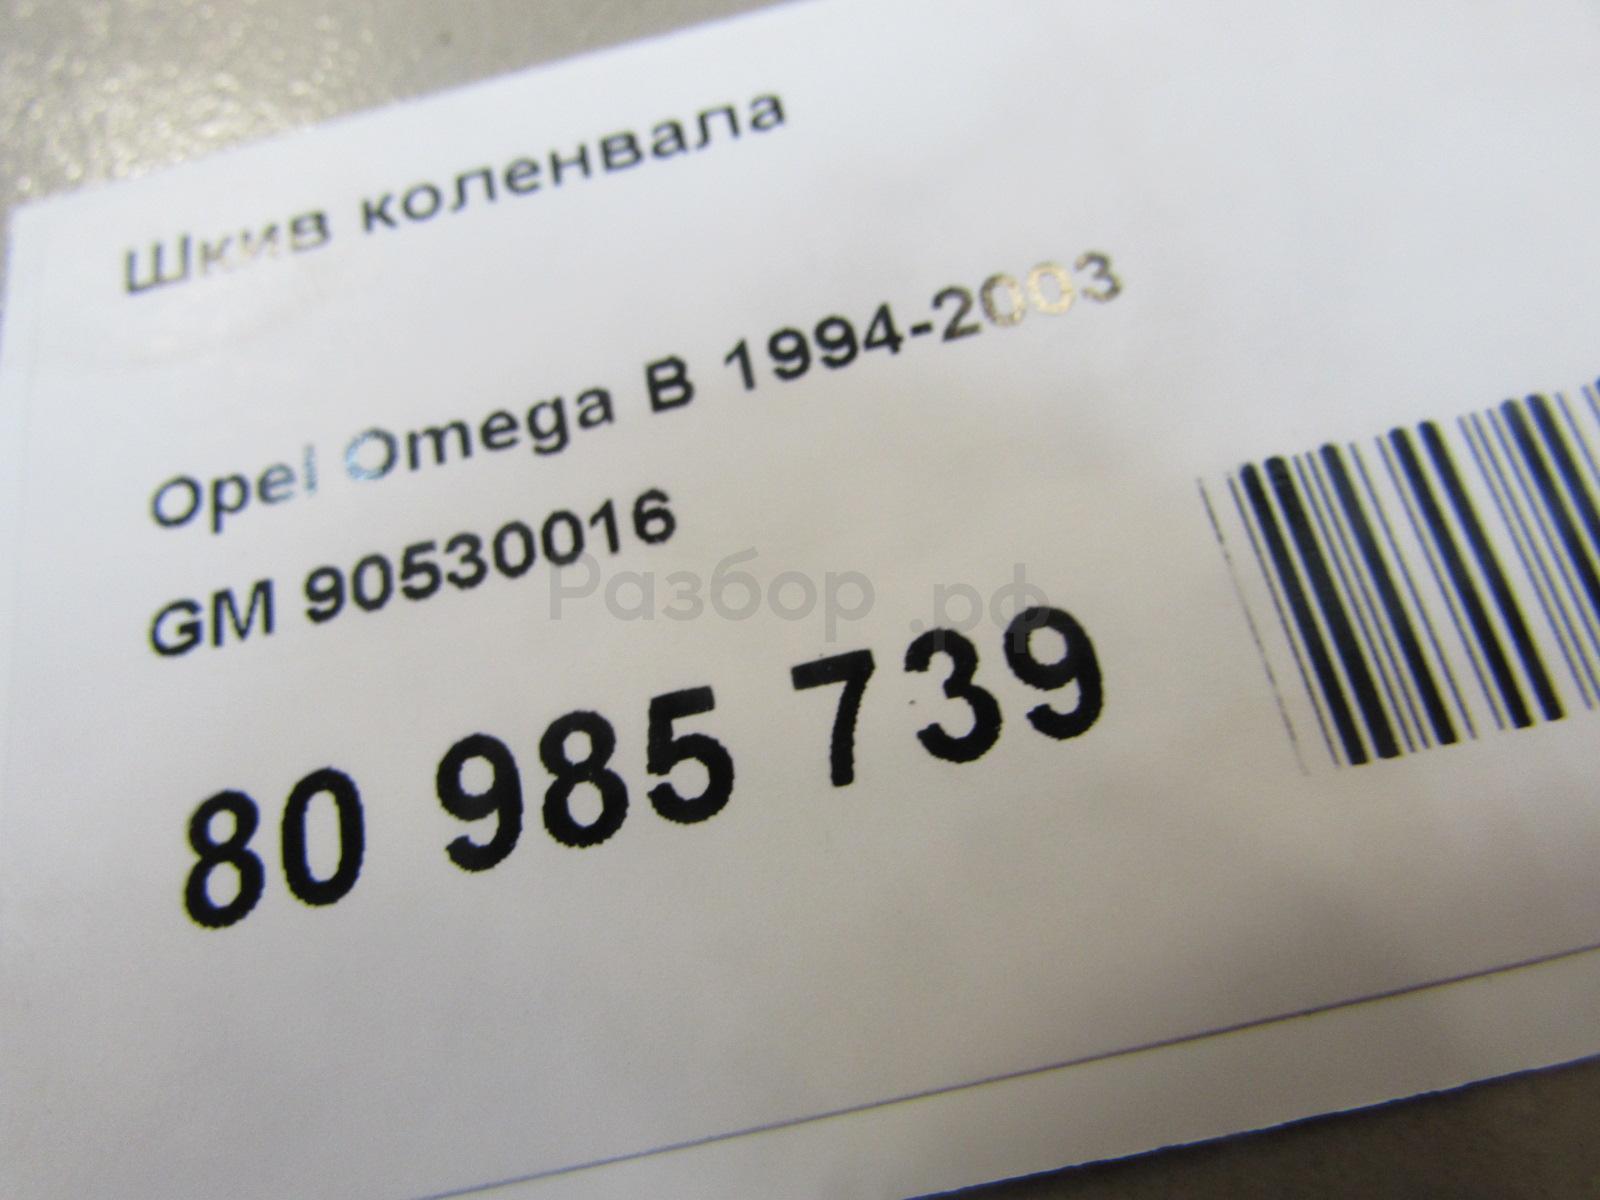 Шкив коленвала
Opel Omega B 1994-2003
GM 90530016
Разбор.рф
80 985 739